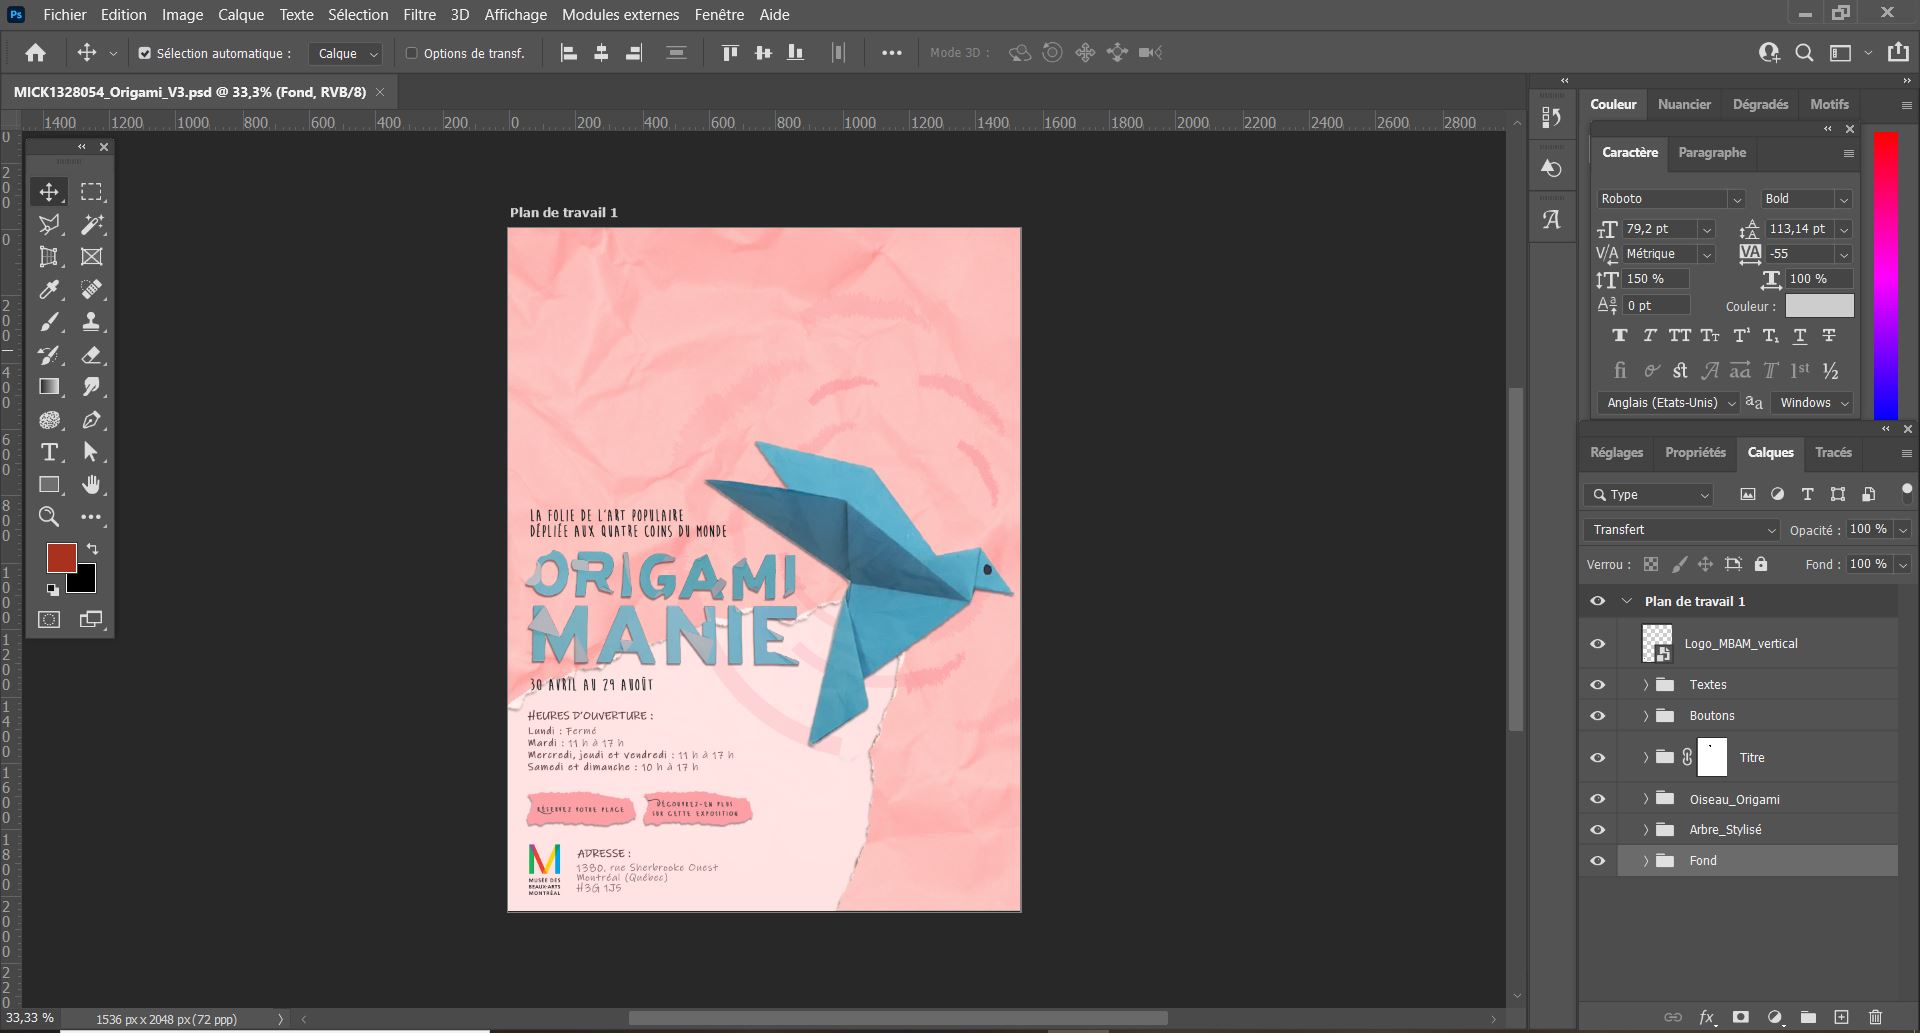 Ps Fichier Edition Image Calque Texte Sélection Filtre 3D Affichage Modules externes Fenêtre Aide
Sélection automatique : Calque Options de transf. Mode 3D :
MICK1328054_Origami_V3.psd @ 33,3% (Fond, RVB/8)
1400 1200 1000 800 600 400 200 0 200 400 600 800 1000 1200 1400 1600 1800 2000 2200 2400 2600 2800
Couleur Nuancier Dégradés Motifs
Caractère Paragraphe
Roboto Bold
79,2 pt 113,14 pt
Métrique -55
150 % 100 %
0 pt Couleur :
Anglais (Etats-Unis) aa Windows
Réglages Propriétés Calques Tracés
Type
Transfert Opacité : 100 %
Verrou : Fond : 100 %
Plan de travail 1
Logo_MBAM_vertical
Textes
Boutons
Titre
Oiseau_Origami
Arbre_Stylisé
Fond
Plan de travail 1
LA FOLIE DE L'ART POPULAIRE
DÉPLIÉE AUX QUATRE COINS DU MONDE
ORIGAMI
MANIE
30 AVRIL AU 29 AUOÛT
HEURES D'OUVERTURE :
Lundi : Fermé
Mardi : 11 h à 17 h
Mercredi, jeudi et vendredi : 11 h à 17 h
Samedi et dimanche : 10 h à 17 h
RÉSERVEZ VOTRE PLACE
DÉCOUVREZ-EN PLUS
SUR CETTE EXPOSITION
M
MUSÉE DES
BEAUX-ARTS
MONTRÉAL
ADRESSE :
1380, rue Sherbrooke Ouest
Montréal (Québec)
H3G 1J5
33,33 % 1536 px x 2048 px (72 ppp)